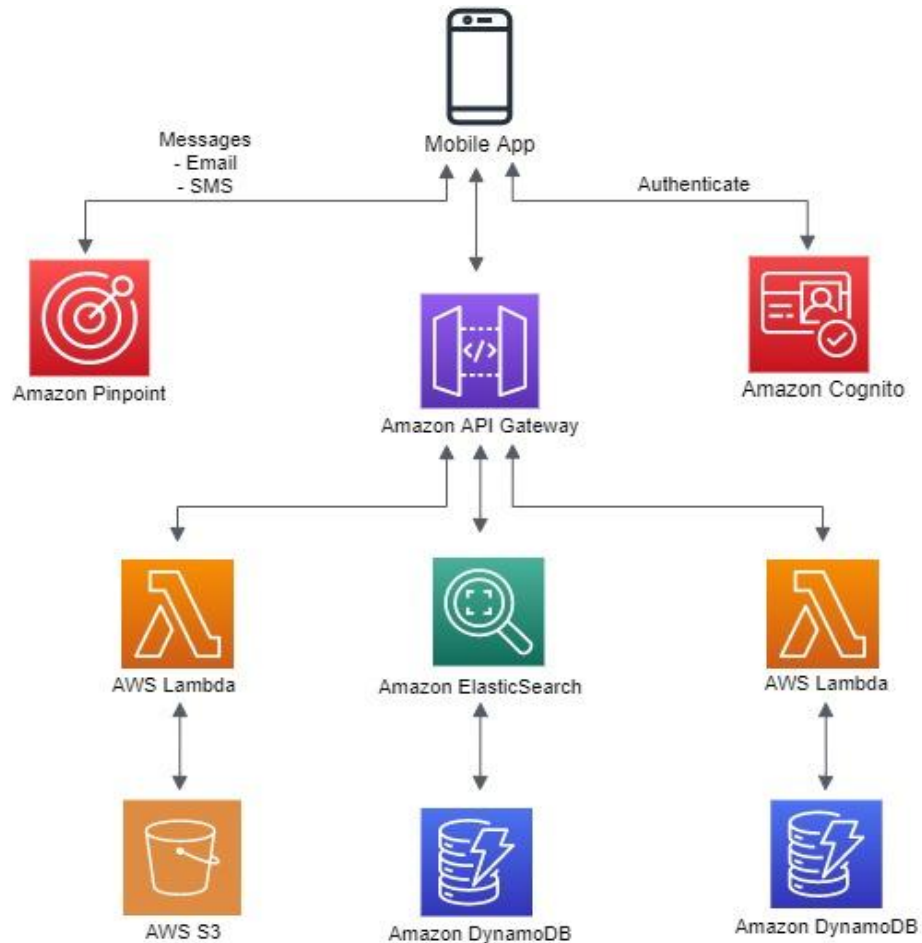 Mobile App
Messages
- Email
- SMS
Authenticate
Amazon Pinpoint
</>
Amazon API Gateway
Amazon Cognito
AWS Lambda
Amazon ElasticSearch
AWS Lambda
AWS S3
Amazon DynamoDB
Amazon DynamoDB